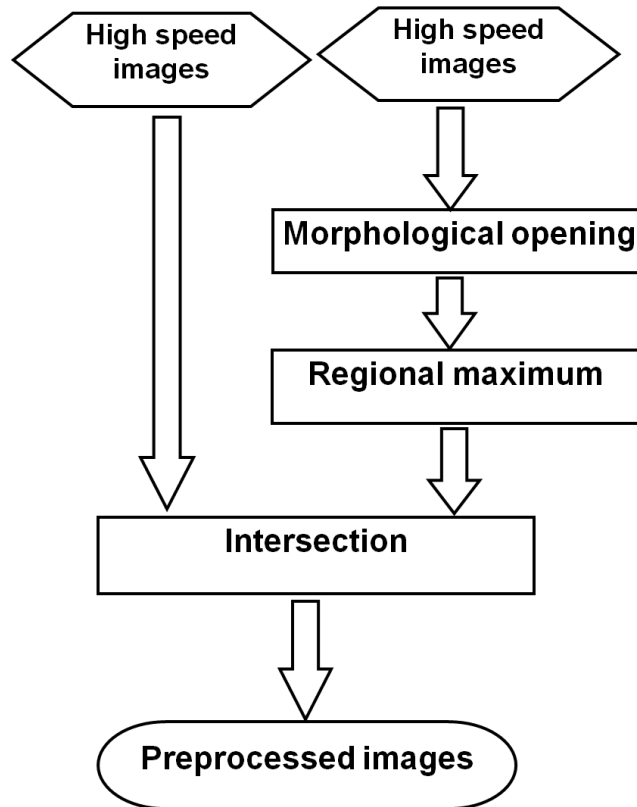 High speed
images
High speed
images
Morphological opening
Regional maximum
Intersection
Preprocessed images